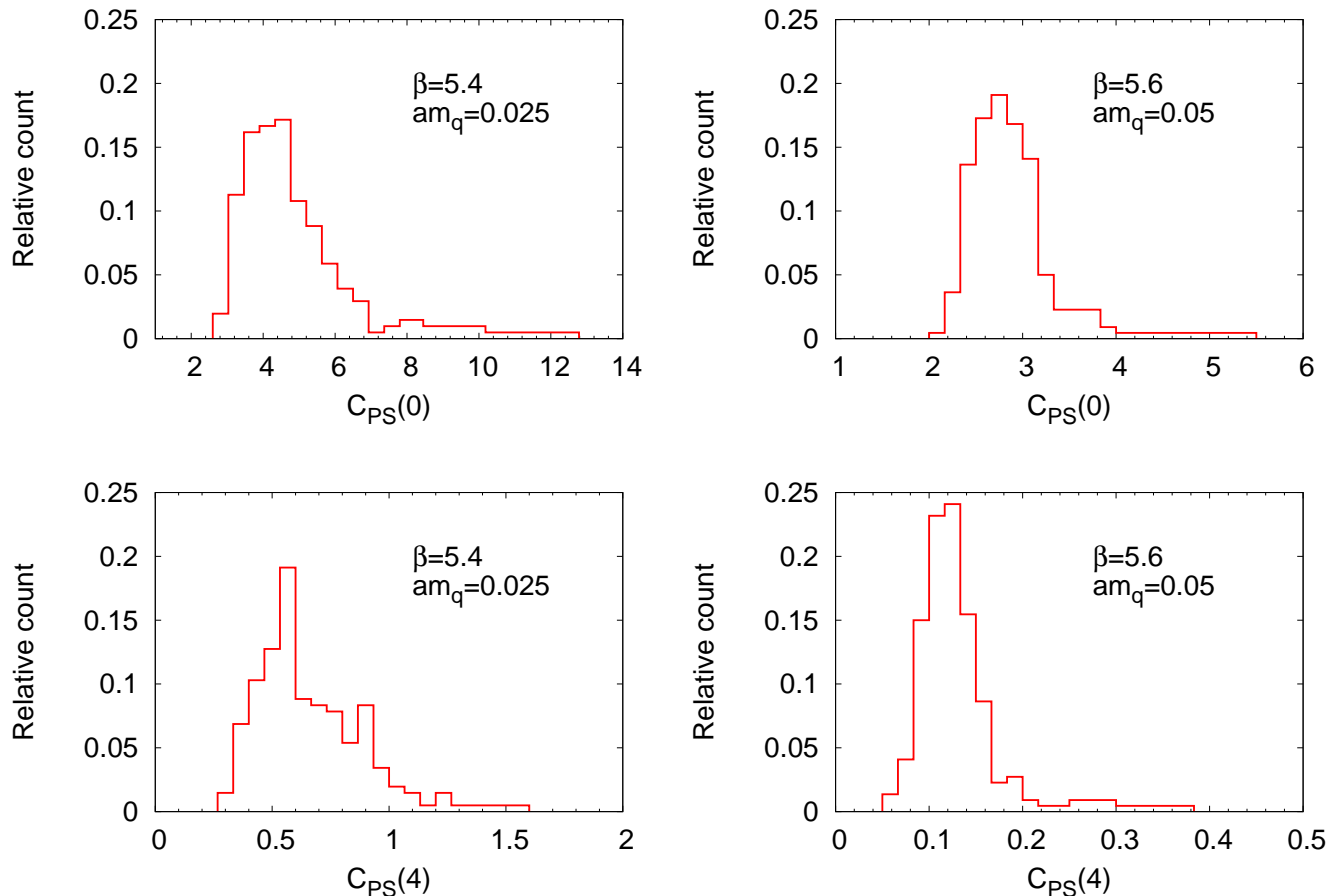 0.25
0.2
0.15
0.1
0.05
0
Relative count
β=5.4
am_q=0.025
2 4 6 8 10 12 14
C_PS(0)
0.25
0.2
0.15
0.1
0.05
0
Relative count
β=5.6
am_q=0.05
1 2 3 4 5 6
C_PS(0)
0.25
0.2
0.15
0.1
0.05
0
Relative count
β=5.4
am_q=0.025
0 0.5 1 1.5 2
C_PS(4)
0.25
0.2
0.15
0.1
0.05
0
Relative count
β=5.6
am_q=0.05
0 0.1 0.2 0.3 0.4 0.5
C_PS(4)